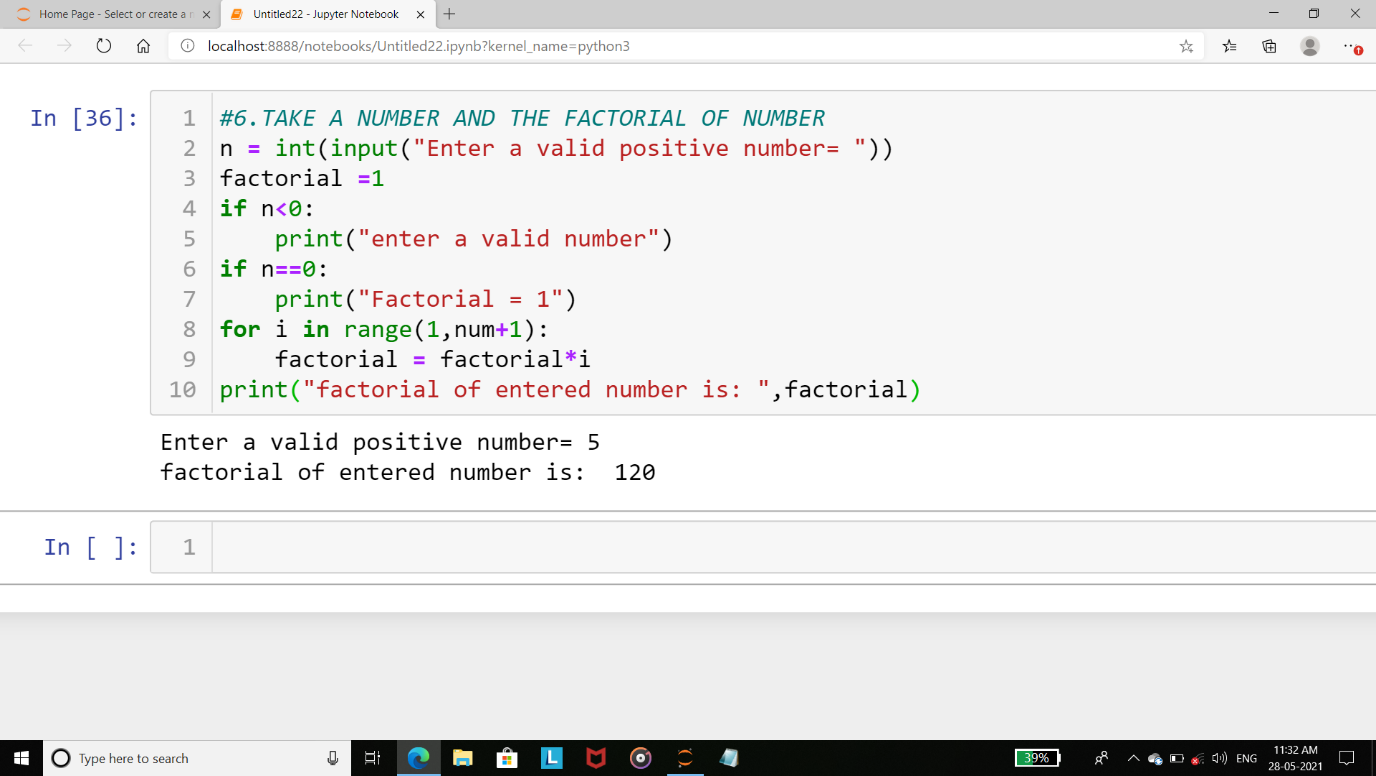 Home Page - Select or create a n
Untitled22 - Jupyter Notebook
localhost:8888/notebooks/Untitled22.ipynb?kernel_name=python3
In [36]:
1 #6.TAKE A NUMBER AND THE FACTORIAL OF NUMBER
2 n = int(input("Enter a valid positive number= "))
3 factorial =1
4 if n<0:
5     print("enter a valid number")
6 if n==0:
7     print("Factorial = 1")
8 for i in range(1,num+1):
9     factorial = factorial*i
10 print("factorial of entered number is: ",factorial)
Enter a valid positive number= 5
factorial of entered number is:  120
In [ ]:
1
Type here to search
L
39%
ENG
11:32 AM
28-05-2021